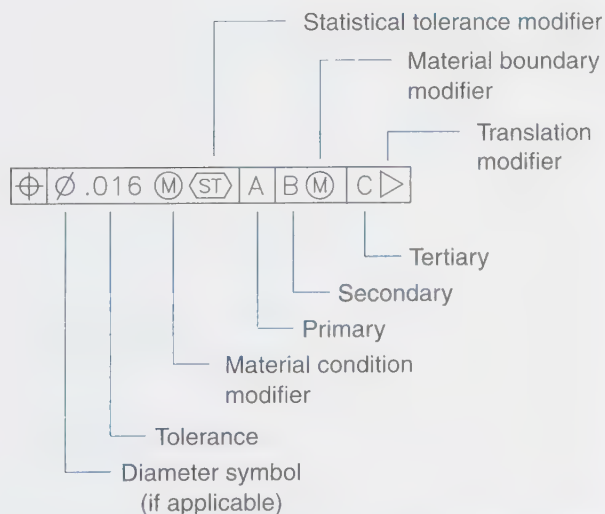 Statistical tolerance modifier
Material boundary
modifier
Translation
modifier
⌖ ⌀ .016 Ⓜ ST A B Ⓜ C ▷
Tertiary
Secondary
Primary
Material condition
modifier
Tolerance
Diameter symbol
(if applicable)